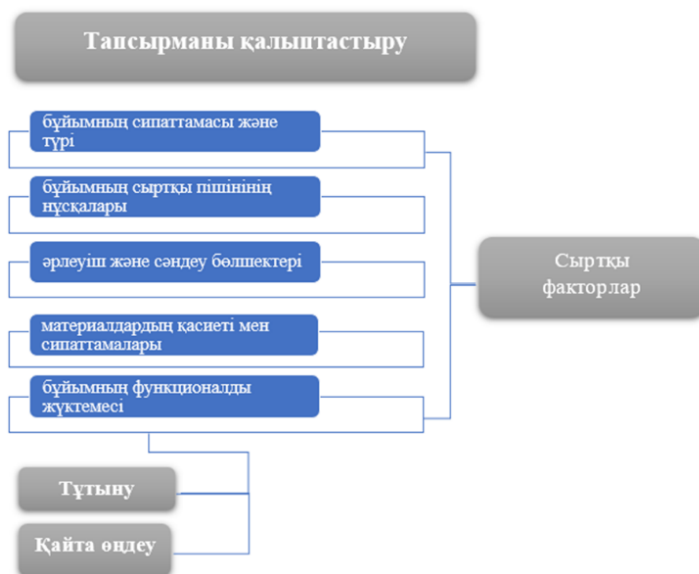 Тапсырманы қалыптастыру
бұйымның сипаттамасы және
түрі
бұйымның сыртқы пішінінің
нұсқалары
әрлеуіш және сәндеу бөлшектері
материалдардың қасиеті мен
сипаттамалары
бұйымның функционалды
жүктемесі
Сыртқы
факторлар
Тұтыну
Қайта өңдеу